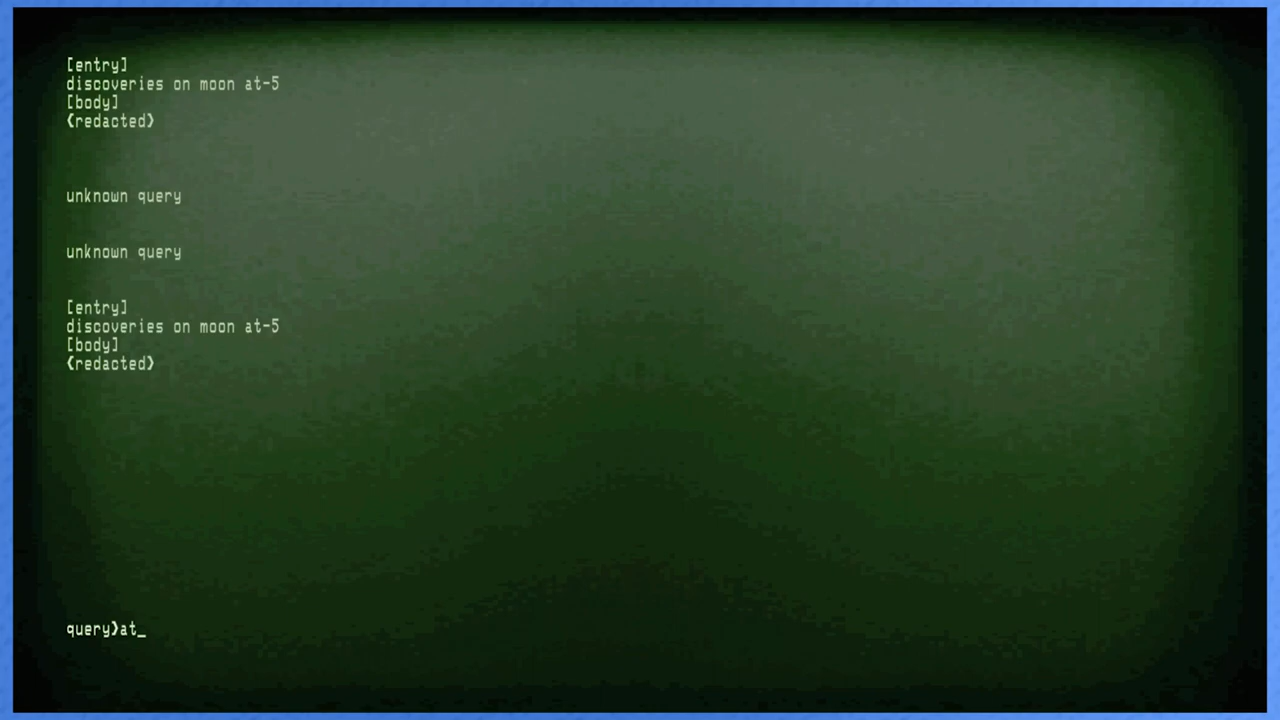 [entry]
discoveries on moon at-5
[body]
<redacted>
unknown query
unknown query
[entry]
discoveries on moon at-5
[body]
<redacted>
query>at_